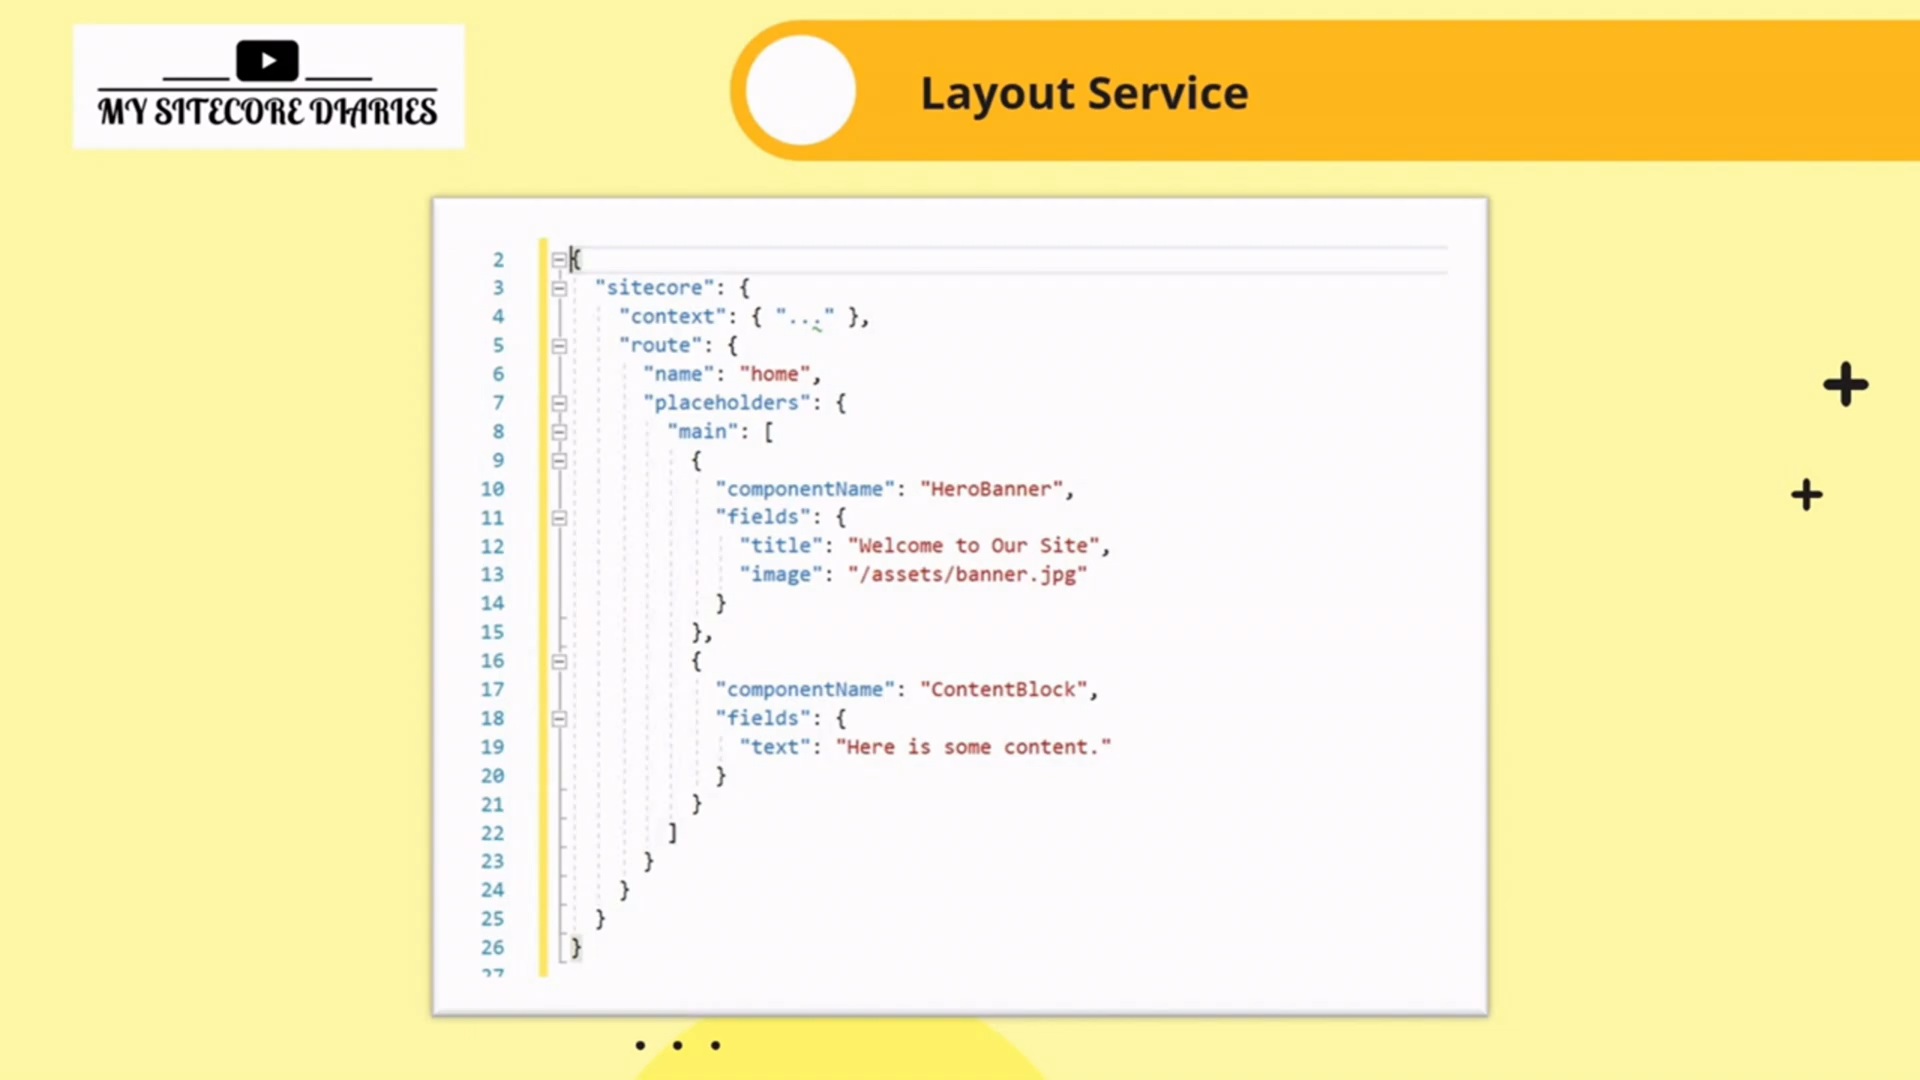 MY SITECORE DIARIES
Layout Service
2 {
3 "sitecore": {
4 "context": { "..." },
5 "route": {
6 "name": "home",
7 "placeholders": {
8 "main": [
9 {
10 "componentName": "HeroBanner",
11 "fields": {
12 "title": "Welcome to Our Site",
13 "image": "/assets/banner.jpg"
14 }
15 },
16 {
17 "componentName": "ContentBlock",
18 "fields": {
19 "text": "Here is some content."
20 }
21 }
22 ]
23 }
24 }
25 }
26 }
27